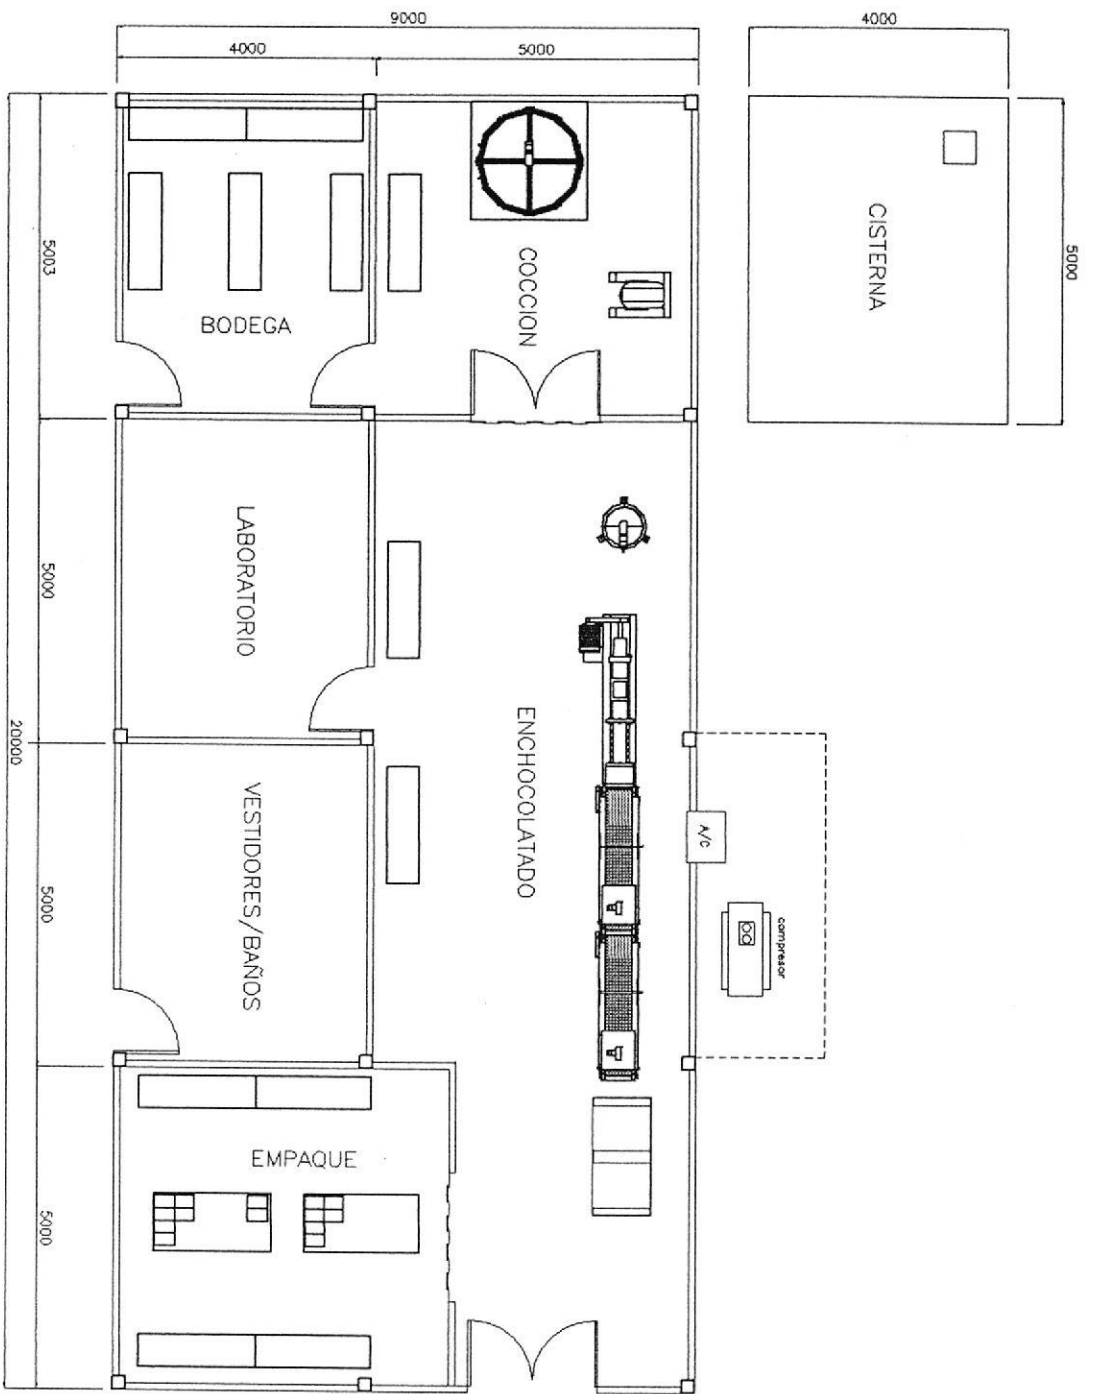 9000
4000
4000
5000
CISTERNA
5000
5003
BODEGA
COCCION
5000
LABORATORIO
ENCHOCOLATADO
20000
5000
VESTIDORES/BAÑOS
A/C
compresor
EMPAQUE
5000